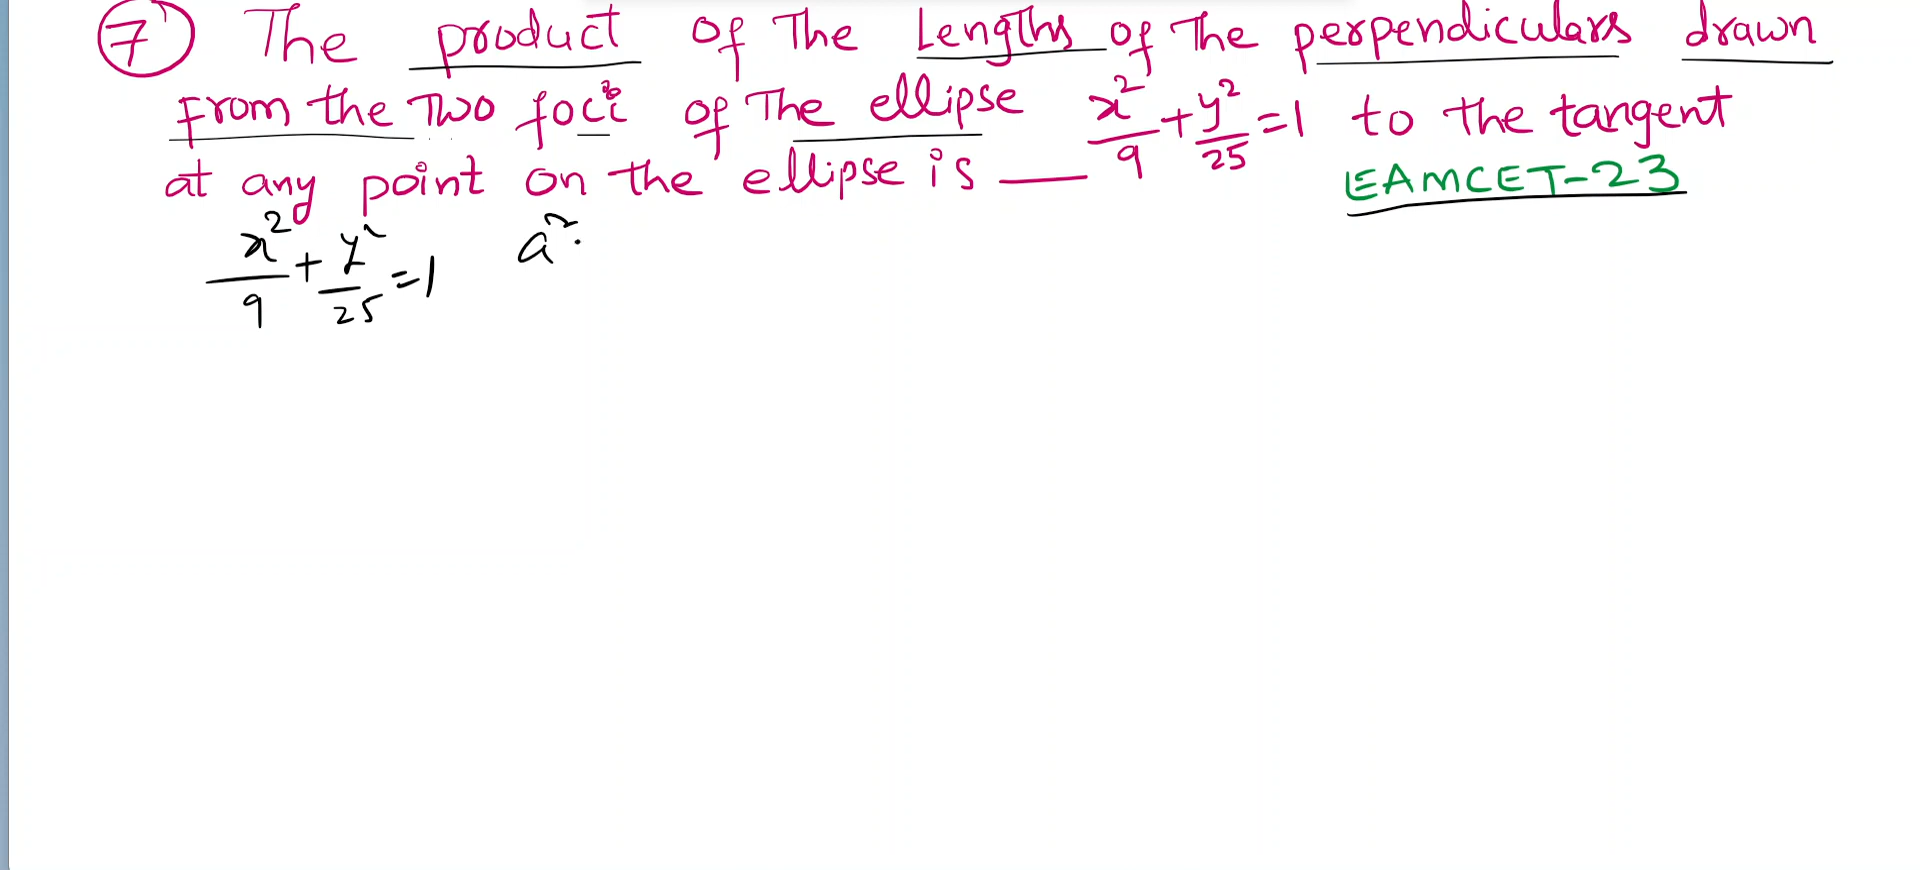 7 The product of The Lengths of The perpendiculars drawn
From the Two foci of The ellipse x²/9 + y²/25 = 1 to the tangent
at any point on the ellipse is ___ EAMCET-23
x²/9 + y²/25 = 1 a² :